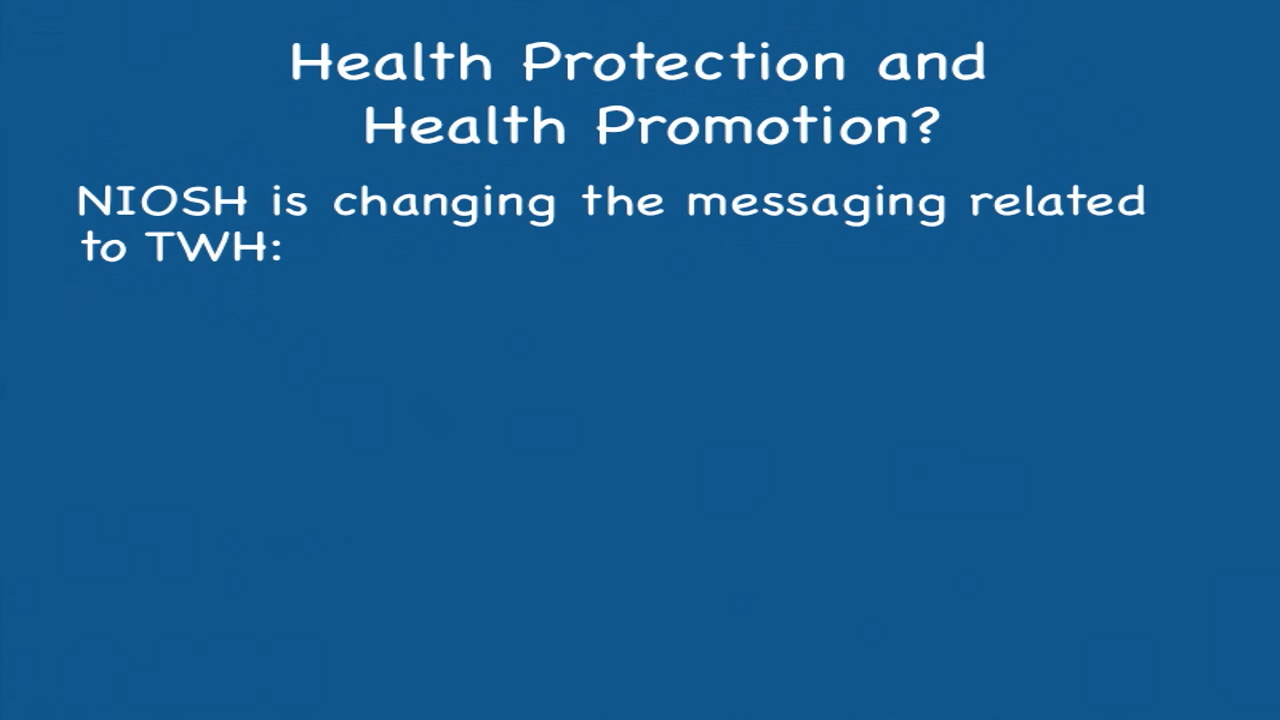 Health Protection and
Health Promotion?
NIOSH is changing the messaging related
to TWH: